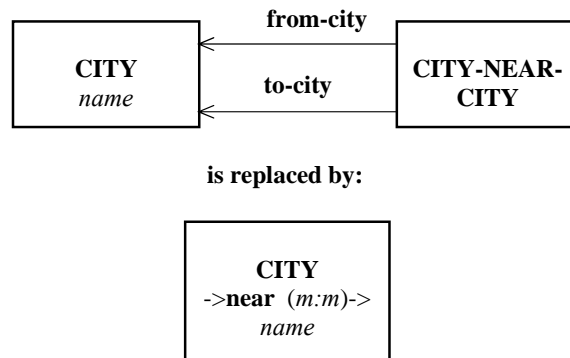 from-city
CITY
name
to-city
CITY-NEAR-
CITY
is replaced by:
CITY
->near (m:m)->
name